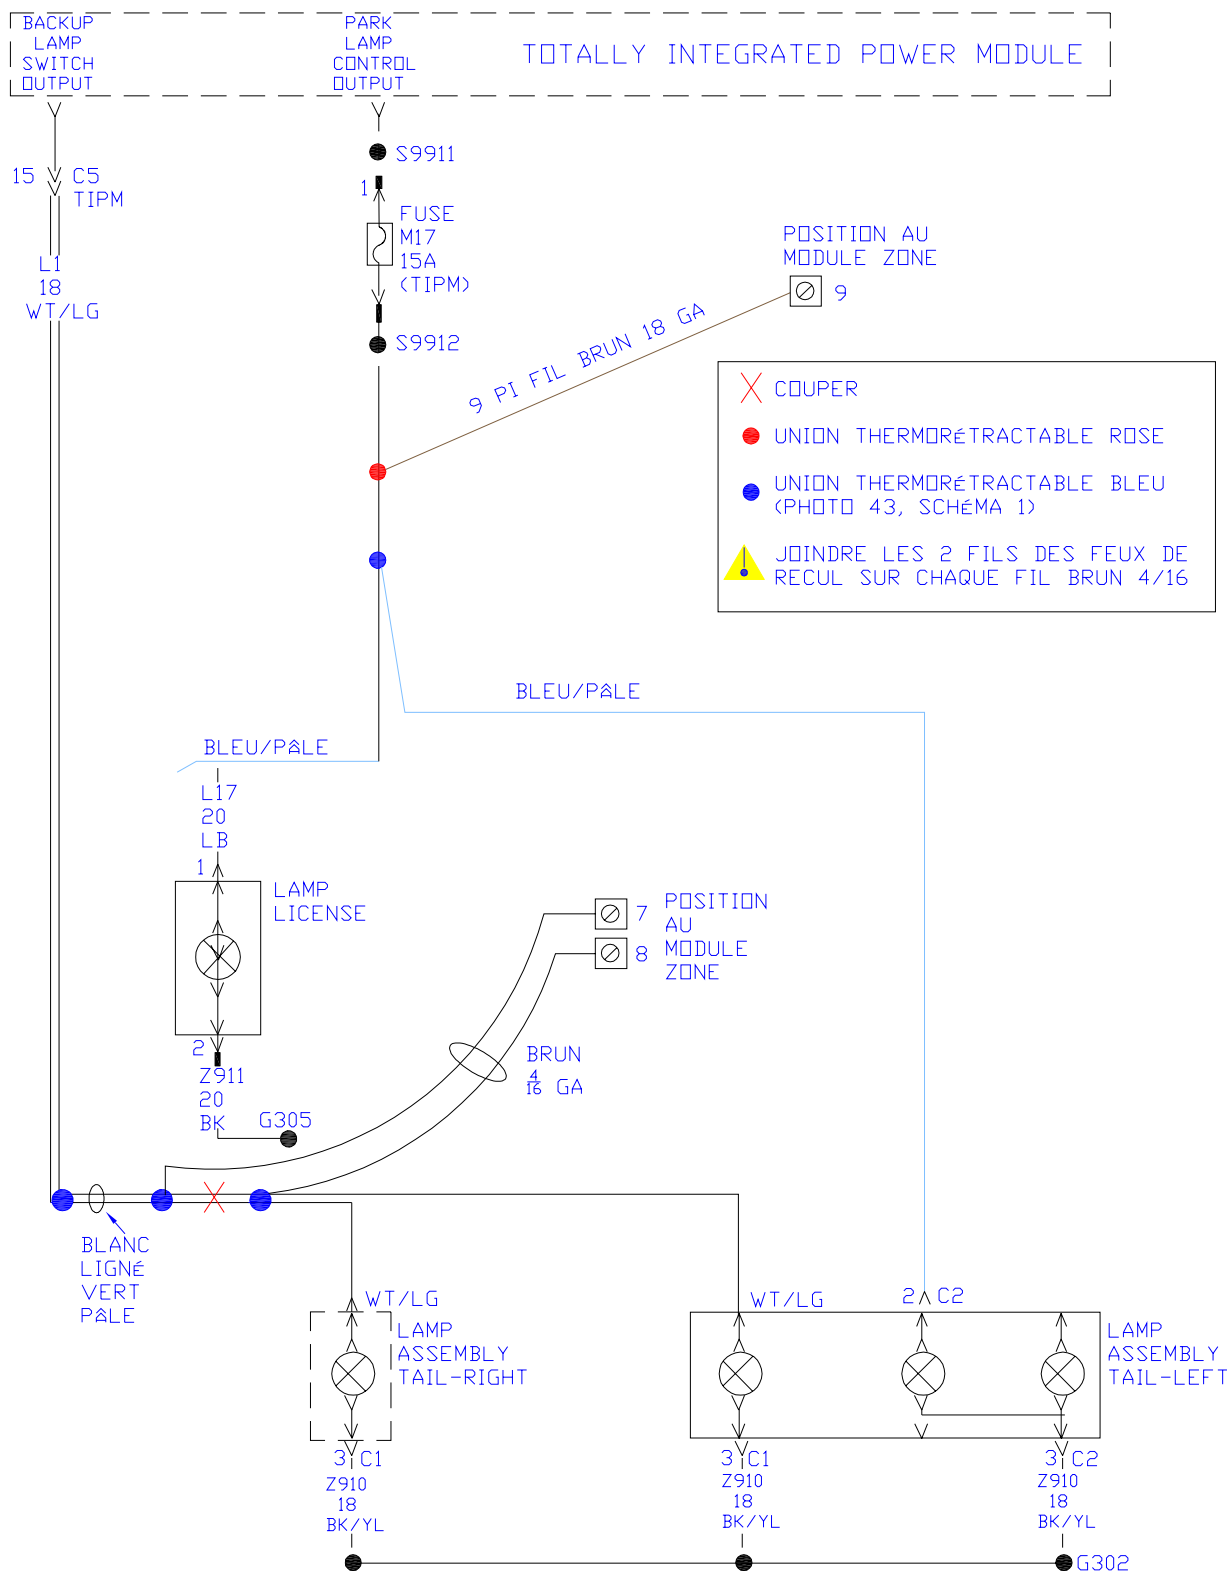 BACKUP
LAMP
SWITCH
OUTPUT
PARK
LAMP
CONTROL
OUTPUT
TOTALLY INTEGRATED POWER MODULE
S9911
15
C5
TIPM
1
FUSE
M17
15A
(TIPM)
POSITION AU
MODULE ZONE
9
L1
18
WT/LG
S9912
9 PI FIL BRUN 18 GA
COUPER
UNION THERMORÉTRACTABLE ROSE
UNION THERMORÉTRACTABLE BLEU
(PHOTO 43, SCHÉMA 1)
JOINDRE LES 2 FILS DES FEUX DE
RECUL SUR CHAQUE FIL BRUN 4/16
BLEU/PÂLE
BLEU/PÂLE
L17
20
LB
1
LAMP
LICENSE
7
8
POSITION
AU
MODULE
ZONE
2
Z911
20
BK
G305
BRUN
4/16 GA
BLANC
LIGNÉ
VERT
PÂLE
WT/LG
LAMP
ASSEMBLY
TAIL-RIGHT
WT/LG
2
C2
LAMP
ASSEMBLY
TAIL-LEFT
3 C1
Z910
18
BK/YL
3 C1
Z910
18
BK/YL
3 C2
Z910
18
BK/YL
G302